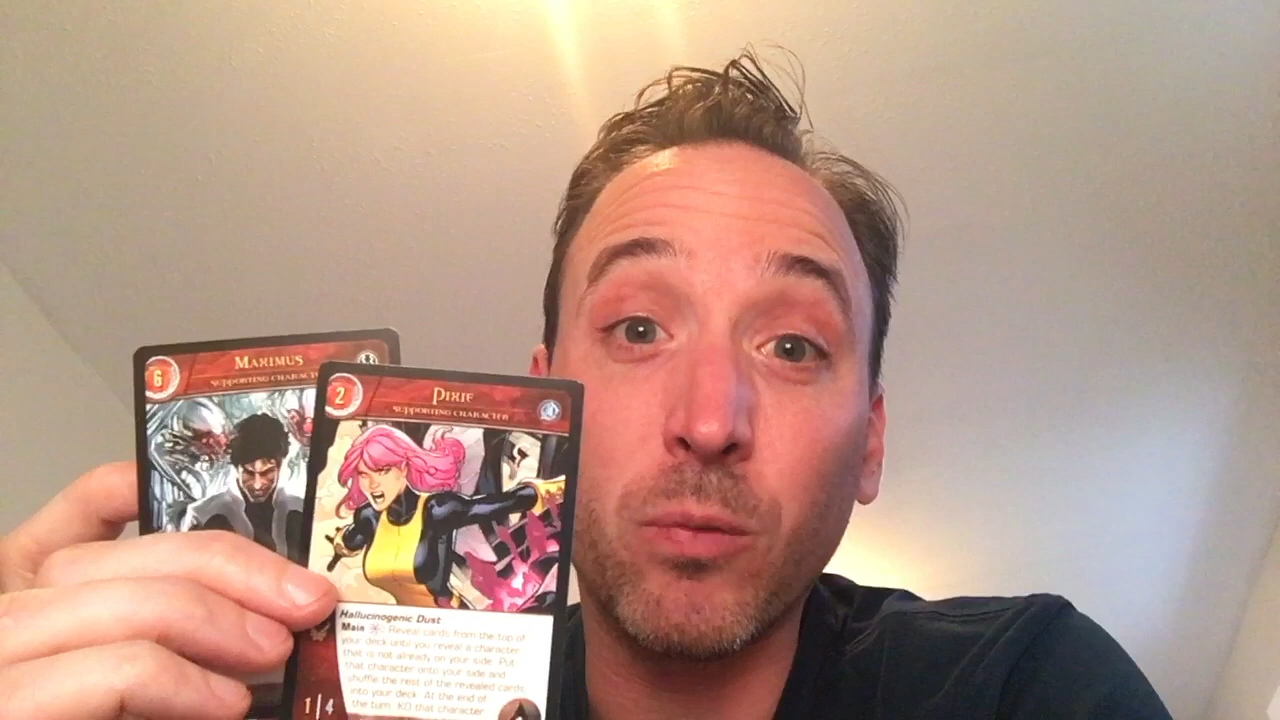 6
MAXIMUS
SUPPORTING CHARACT
2
PIXIE
SUPPORTING CHARACTER
Hallucinogenic Dust
Main : Reveal cards from the top of
your deck until you reveal a character
that is not already on your side. Put
that character onto your side and
shuffle the rest of the revealed cards
into your deck. At the end of
the turn, KO that character
1|4